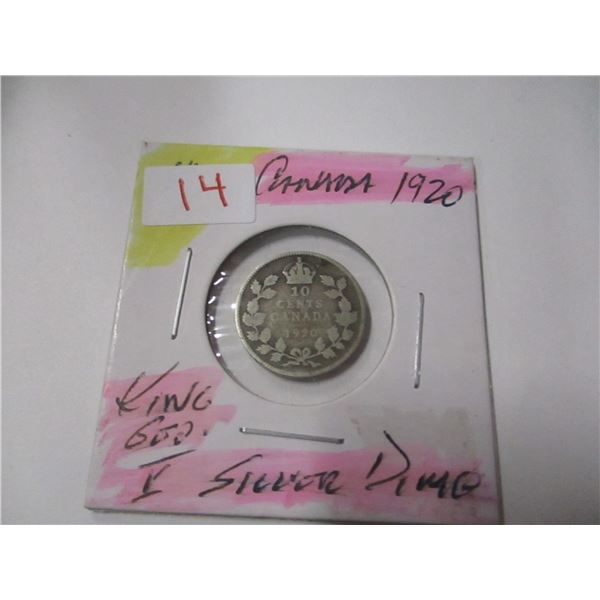 14 CANADA 1920
10
CENTS
CANADA
1920
KING
GEO.
V SILVER DIME